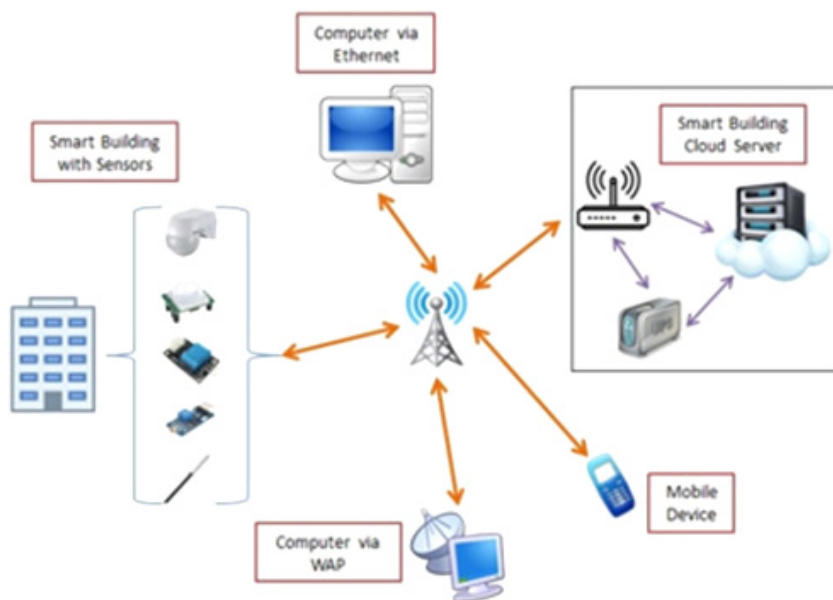 Computer via
Ethernet
Smart Building
with Sensors
Smart Building
Cloud Server
Mobile
Device
Computer via
WAP